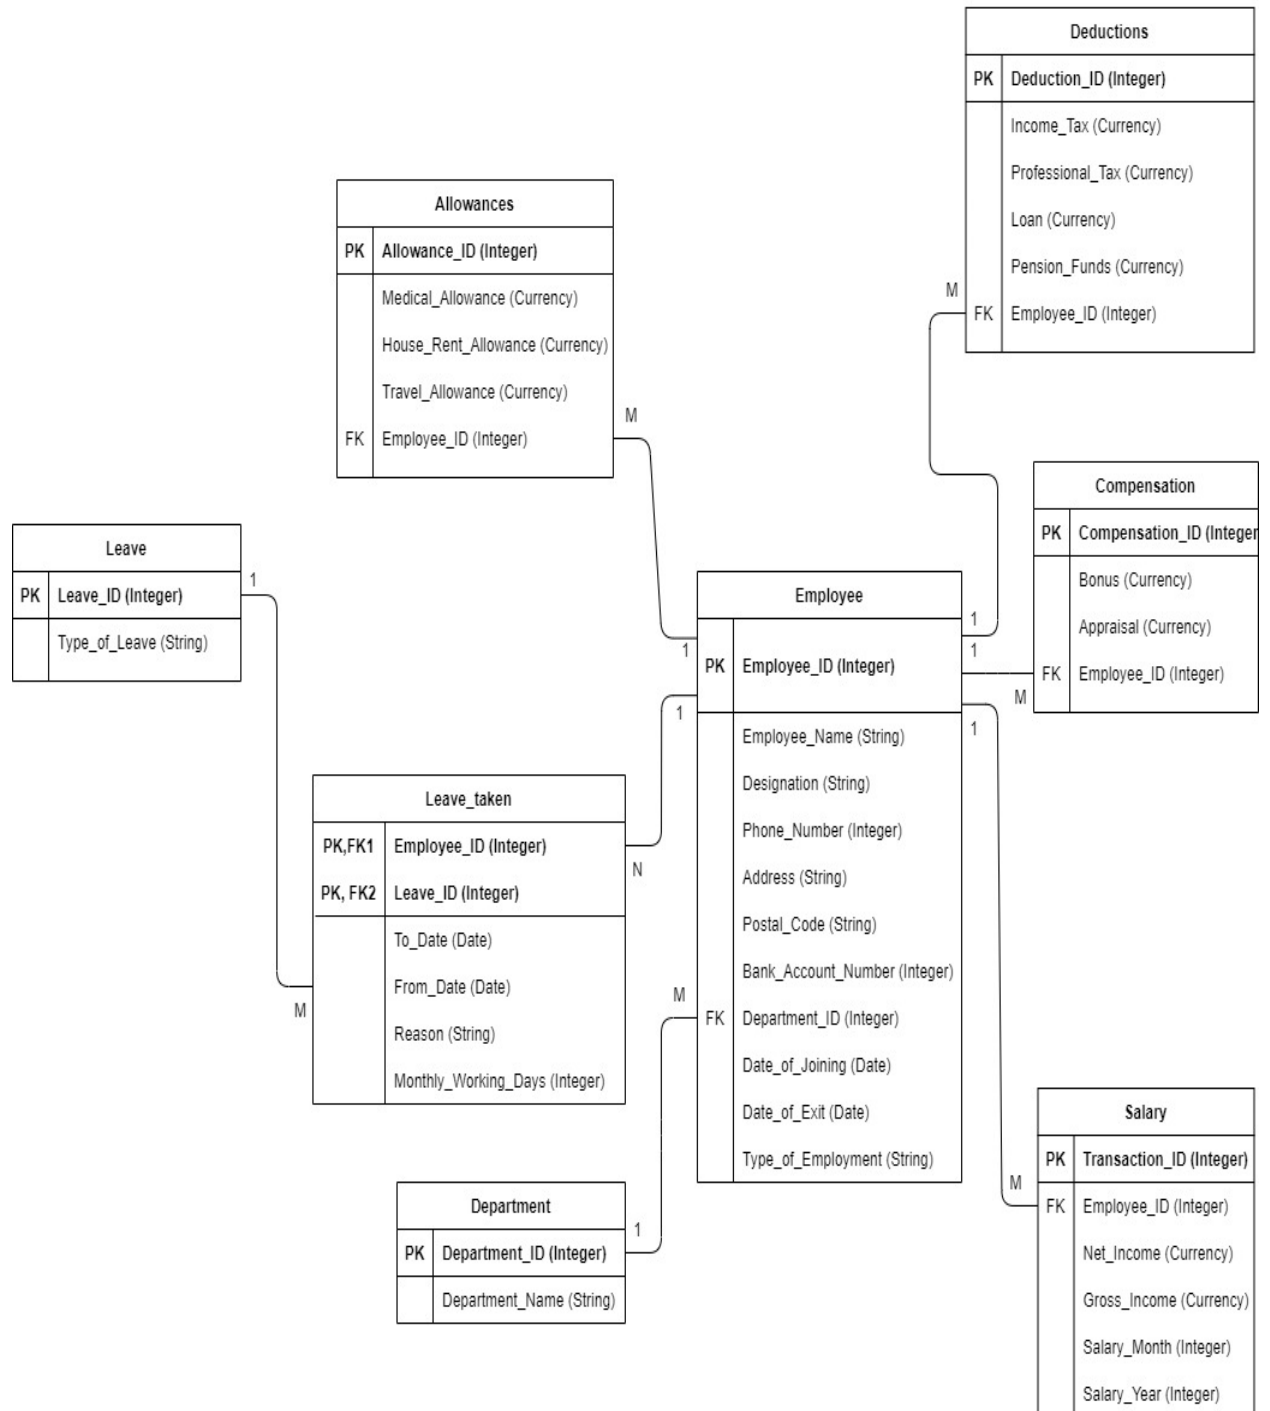 Deductions
PK Deduction_ID (Integer)
Income_Tax (Currency)
Professional_Tax (Currency)
Loan (Currency)
Pension_Funds (Currency)
M
FK Employee_ID (Integer)
Allowances
PK Allowance_ID (Integer)
Medical_Allowance (Currency)
House_Rent_Allowance (Currency)
Travel_Allowance (Currency)
M
FK Employee_ID (Integer)
Compensation
PK Compensation_ID (Integer
Bonus (Currency)
Appraisal (Currency)
FK Employee_ID (Integer)
M
Leave
1
PK Leave_ID (Integer)
Type_of_Leave (String)
Employee
1
1
1
PK Employee_ID (Integer)
1
1
Employee_Name (String)
Designation (String)
Phone_Number (Integer)
Address (String)
Postal_Code (String)
Bank_Account_Number (Integer)
M
FK Department_ID (Integer)
Date_of_Joining (Date)
Date_of_Exit (Date)
Type_of_Employment (String)
Leave_taken
PK,FK1 Employee_ID (Integer)
N
PK, FK2 Leave_ID (Integer)
To_Date (Date)
From_Date (Date)
M
Reason (String)
Monthly_Working_Days (Integer)
Department
1
PK Department_ID (Integer)
Department_Name (String)
Salary
PK Transaction_ID (Integer)
M
FK Employee_ID (Integer)
Net_Income (Currency)
Gross_Income (Currency)
Salary_Month (Integer)
Salary_Year (Integer)